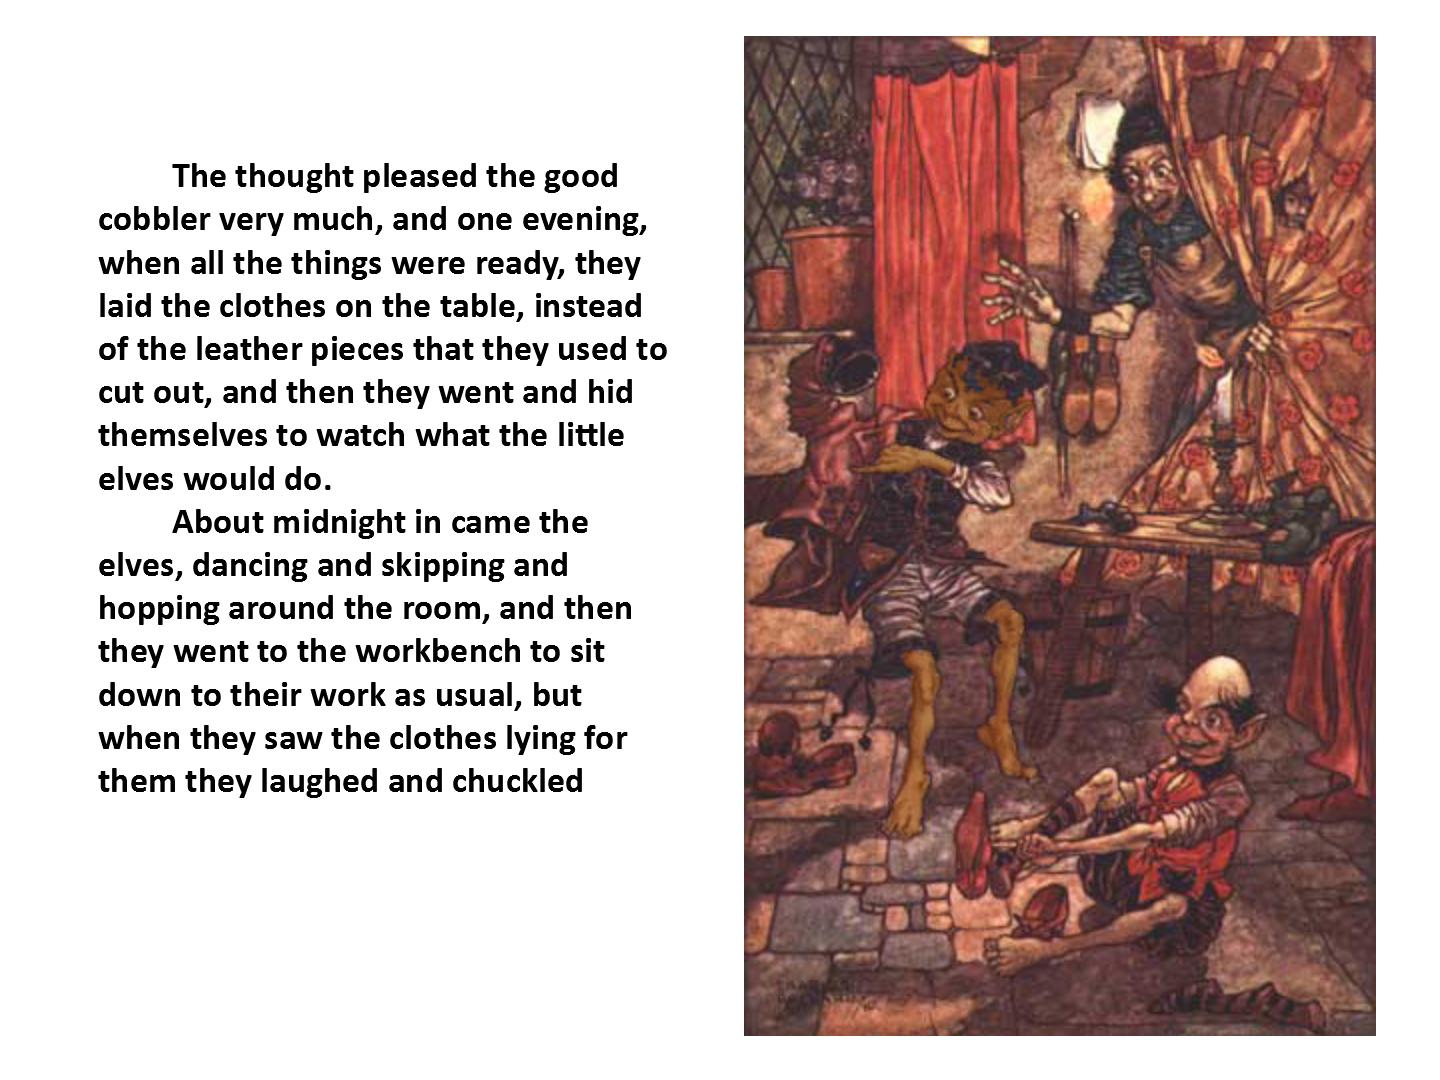 The thought pleased the good
cobbler very much, and one evening,
when all the things were ready, they
laid the clothes on the table, instead
of the leather pieces that they used to
cut out, and then they went and hid
themselves to watch what the little
elves would do.
About midnight in came the
elves, dancing and skipping and
hopping around the room, and then
they went to the workbench to sit
down to their work as usual, but
when they saw the clothes lying for
them they laughed and chuckled